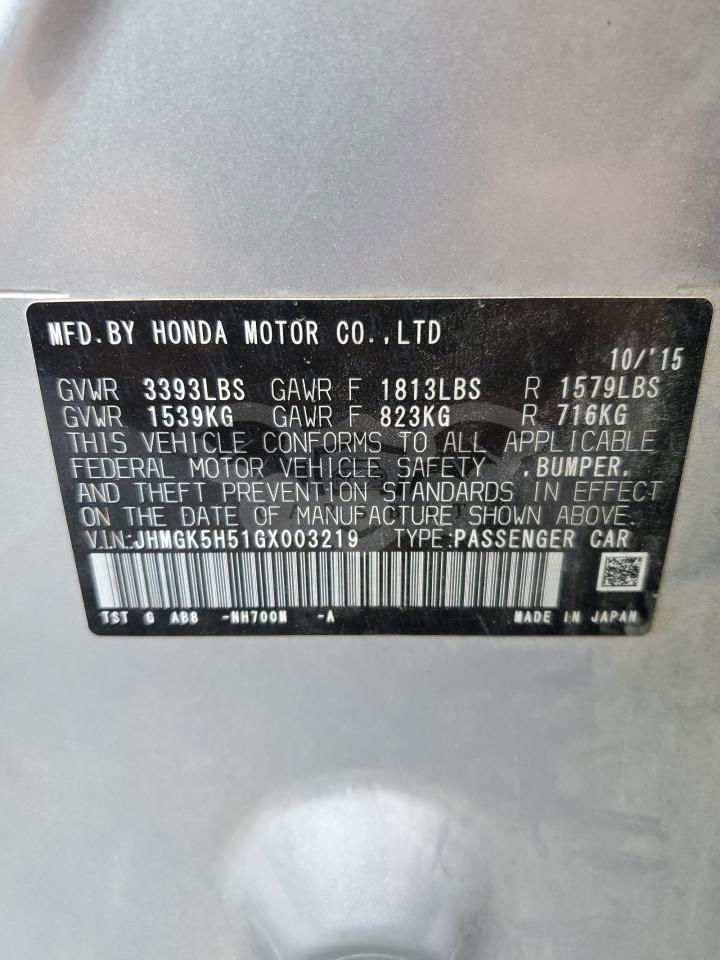 MFD.BY HONDA MOTOR CO.,LTD
10/'15
GVWR 3393LBS GAWR F 1813LBS R 1579LBS
GVWR 1539KG GAWR F 823KG R 716KG
THIS VEHICLE CONFORMS TO ALL APPLICABLE
FEDERAL MOTOR VEHICLE SAFETY ,BUMPER,
AND THEFT PREVENTION STANDARDS IN EFFECT
ON THE DATE OF MANUFACTURE SHOWN ABOVE.
V.I.N.:JHMGK5H51GX003219 TYPE:PASSENGER CAR
TST G AB8 -NH700M -A MADE IN JAPAN